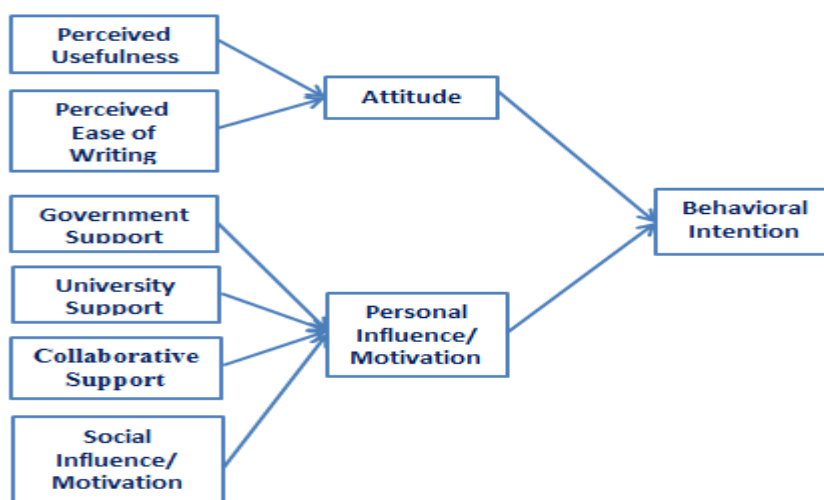 Perceived
Usefulness
Perceived
Ease of
Writing
Attitude
Government
Support
University
Support
Collaborative
Support
Social
Influence/
Motivation
Personal
Influence/
Motivation
Behavioral
Intention